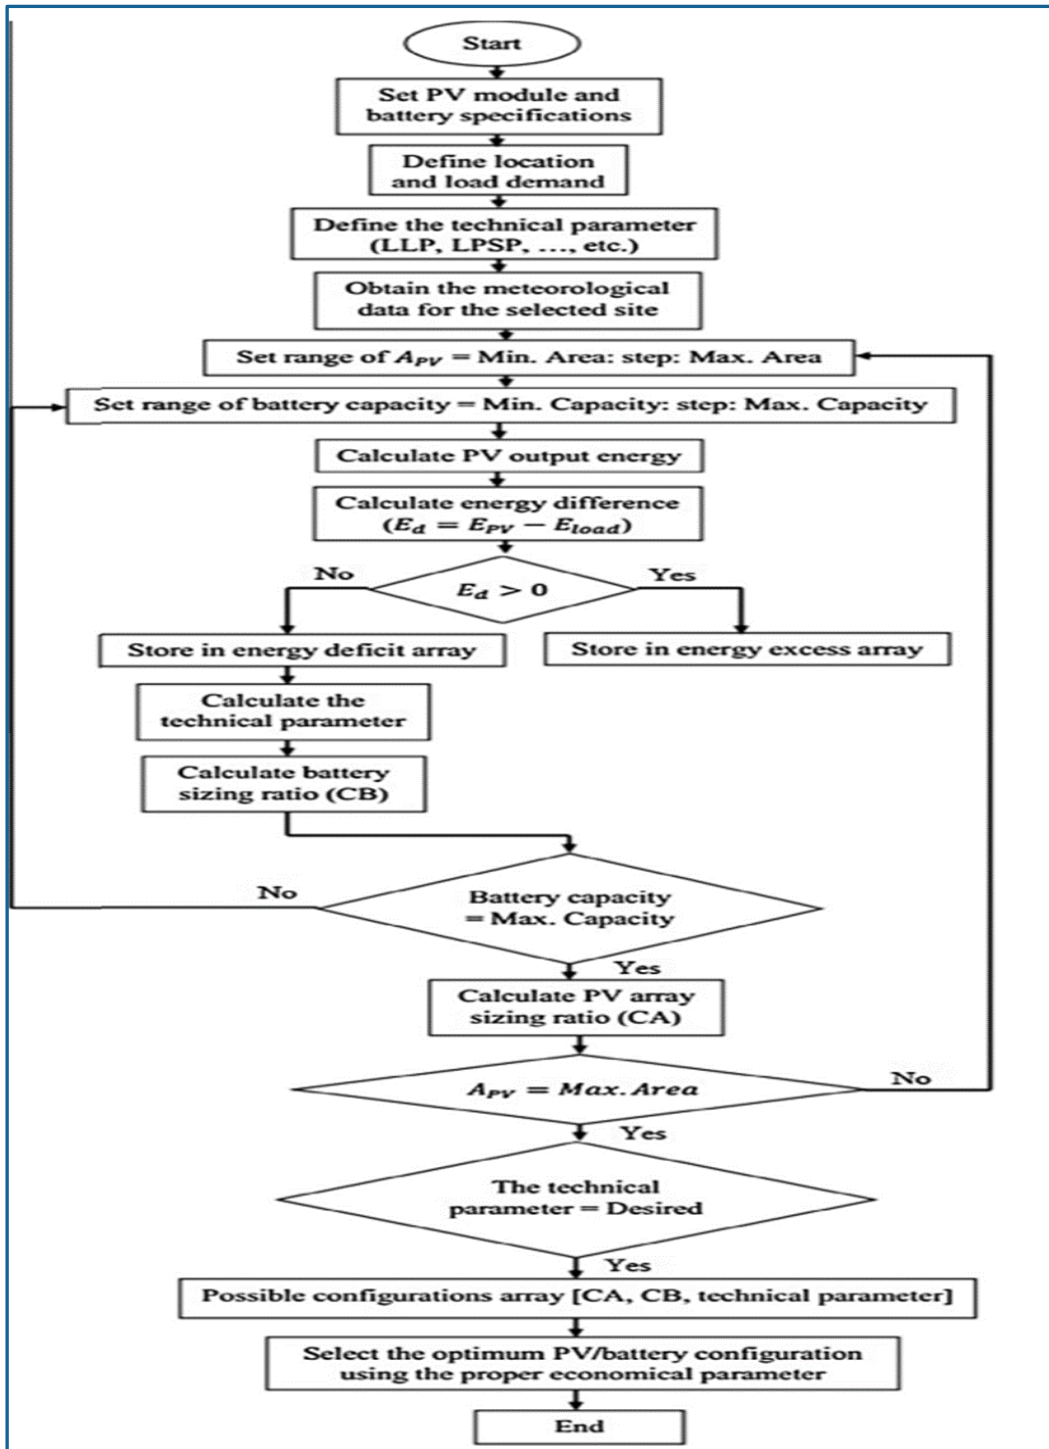 Start
Set PV module and
battery specifications
Define location
and load demand
Define the technical parameter
(LLP, LPSP, ..., etc.)
Obtain the meteorological
data for the selected site
Set range of A_PV = Min. Area: step: Max. Area
Set range of battery capacity = Min. Capacity: step: Max. Capacity
Calculate PV output energy
Calculate energy difference
(E_d = E_PV − E_load)
No
E_d > 0
Yes
Store in energy deficit array
Store in energy excess array
Calculate the
technical parameter
Calculate battery
sizing ratio (CB)
No
Battery capacity
= Max. Capacity
Yes
Calculate PV array
sizing ratio (CA)
A_PV = Max. Area
No
Yes
The technical
parameter = Desired
Yes
Possible configurations array [CA, CB, technical parameter]
Select the optimum PV/battery configuration
using the proper economical parameter
End